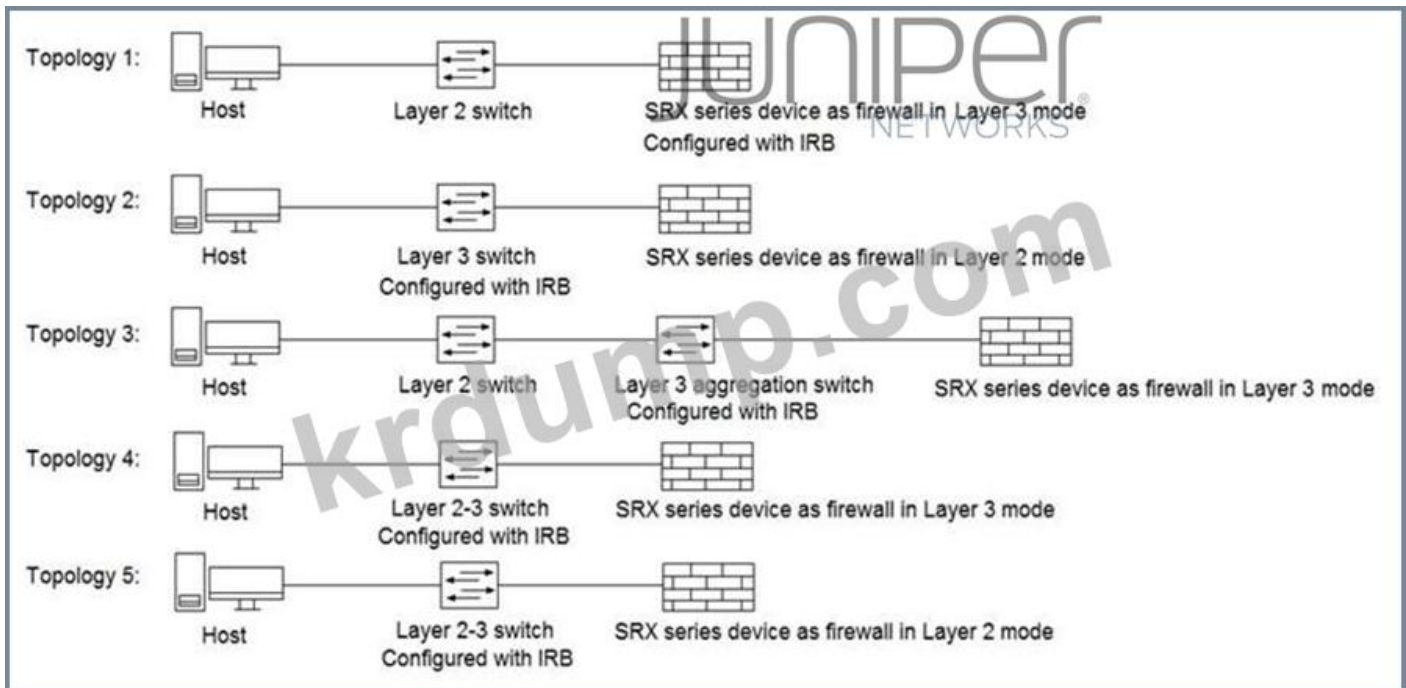 JUNIPER
NETWORKS
Topology 1:
Host
Layer 2 switch
SRX series device as firewall in Layer 3 mode
Configured with IRB
Topology 2:
Host
Layer 3 switch
Configured with IRB
SRX series device as firewall in Layer 2 mode
Topology 3:
Host
Layer 2 switch
Layer 3 aggregation switch
Configured with IRB
SRX series device as firewall in Layer 3 mode
Topology 4:
Host
Layer 2-3 switch
Configured with IRB
SRX series device as firewall in Layer 3 mode
Topology 5:
Host
Layer 2-3 switch
Configured with IRB
SRX series device as firewall in Layer 2 mode
krdump.com